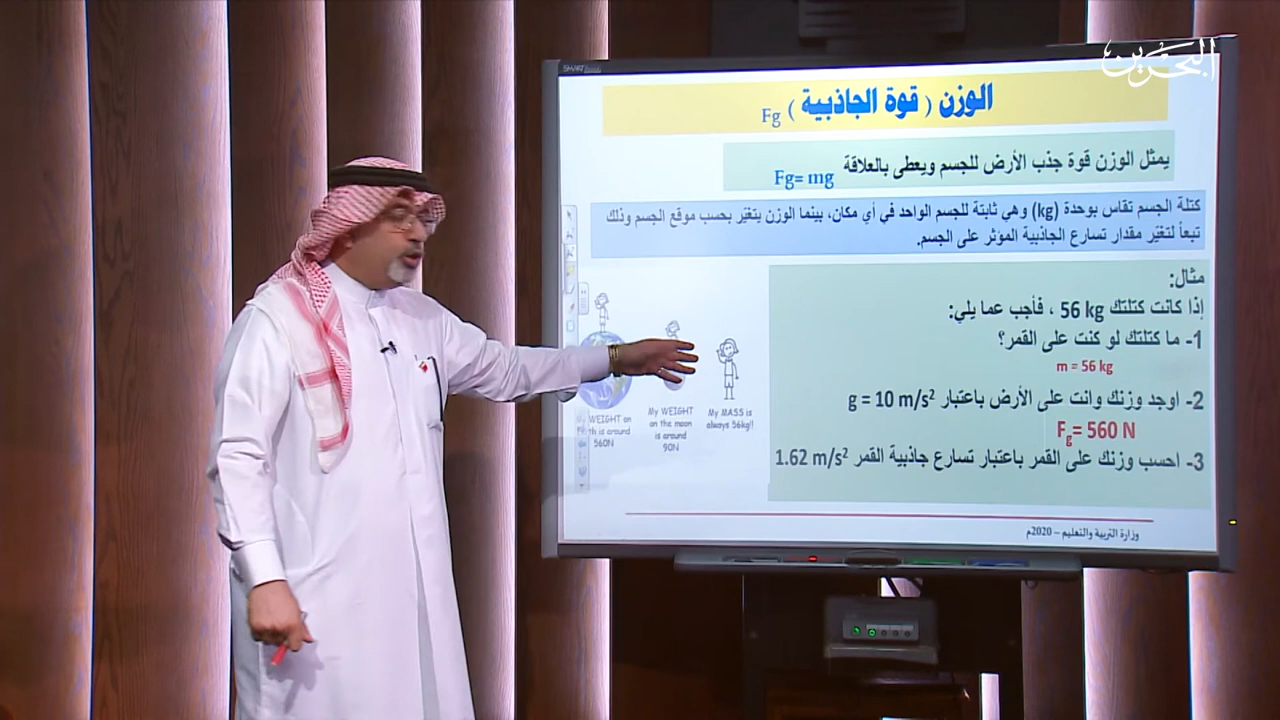 البحرين
SMART
الوزن ( قوة الجاذبية ) Fg
يمثل الوزن قوة جذب الأرض للجسم ويعطى بالعلاقة Fg= mg
كتلة الجسم تقاس بوحدة (kg) وهي ثابتة للجسم الواحد في أي مكان، بينما الوزن يتغيّر بحسب موقع الجسم وذلك
تبعاً لتغيّر مقدار تسارع الجاذبية المؤثر على الجسم.
مثال:
إذا كانت كتلتك 56 kg ، فأجب عما يلي:
1- ما كتلتك لو كنت على القمر؟
m = 56 kg
2- اوجد وزنك وانت على الأرض باعتبار g = 10 m/s²
Fg= 560 N
3- احسب وزنك على القمر باعتبار تسارع جاذبية القمر 1.62 m/s²
WEIGHT on
is around
560N
My WEIGHT
on the moon
is around
90N
My MASS is
always 56kg!!
وزارة التربية والتعليم – 2020م